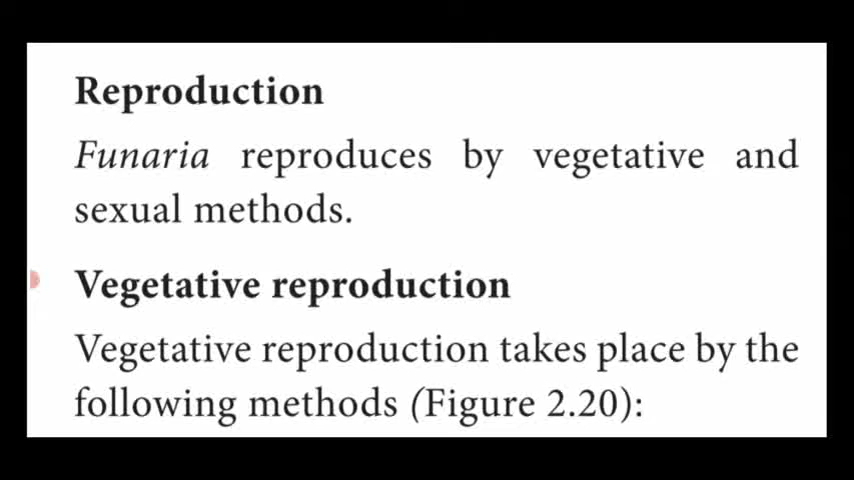 Reproduction
Funaria reproduces by vegetative and
sexual methods.
Vegetative reproduction
Vegetative reproduction takes place by the
following methods (Figure 2.20):